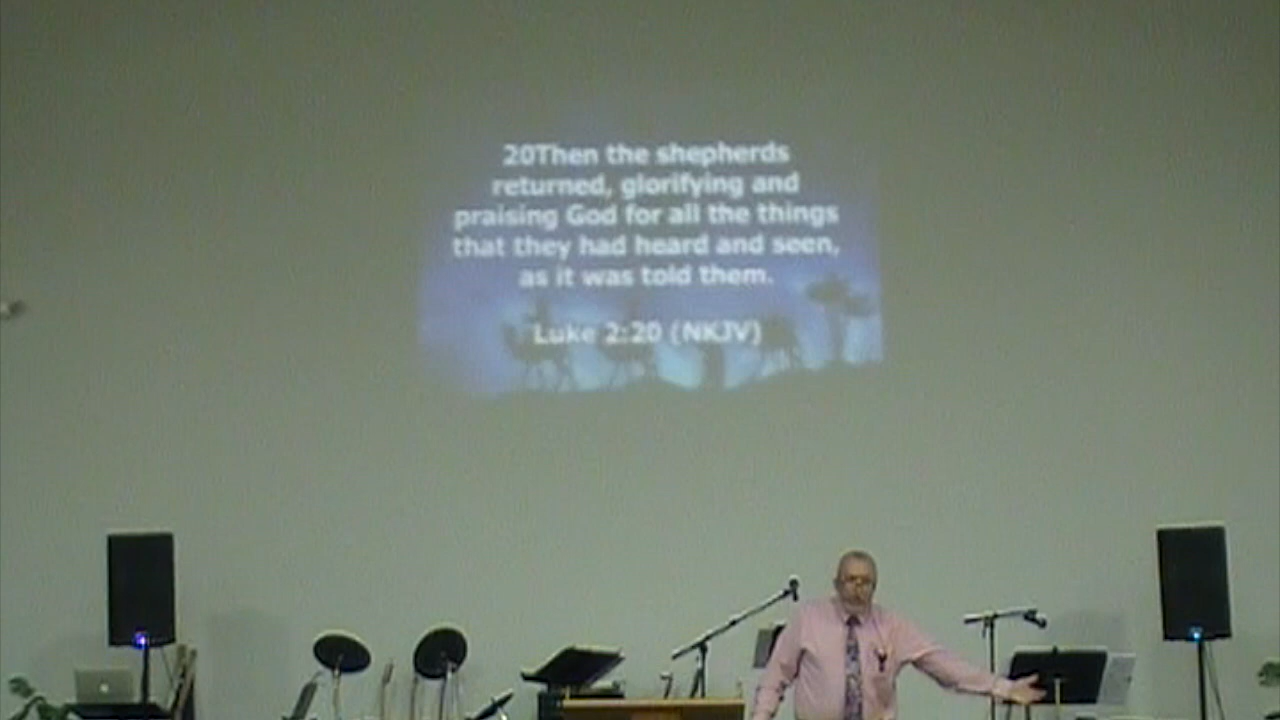 20Then the shepherds
returned, glorifying and
praising God for all the things
that they had heard and seen,
as it was told them.
Luke 2:20 (NKJV)